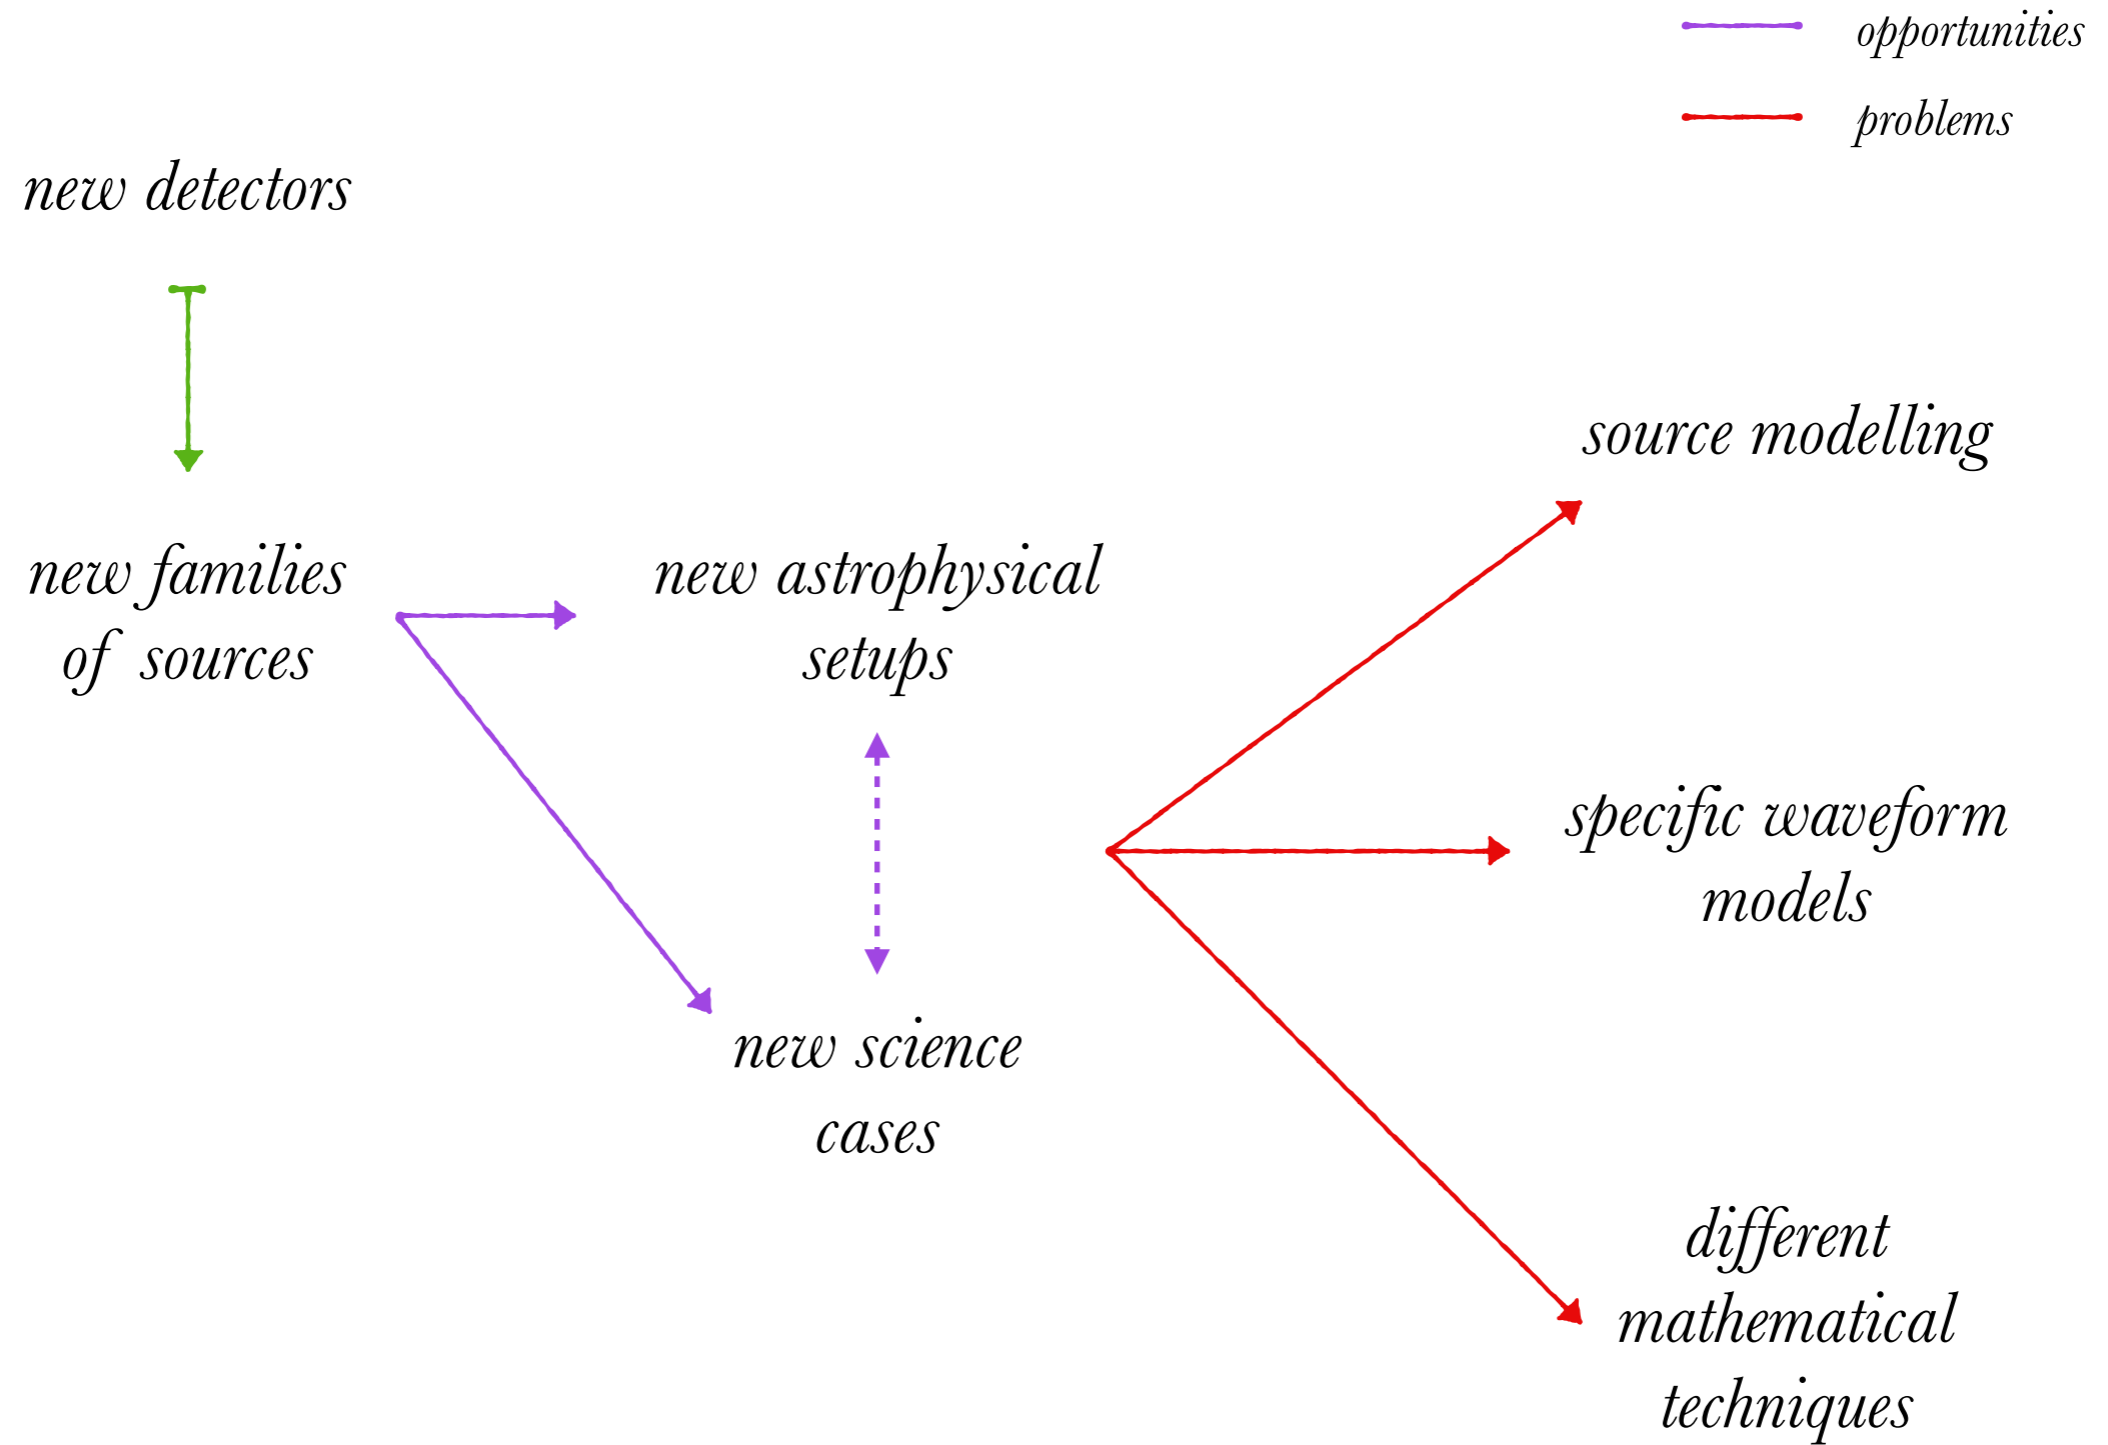 opportunities
problems
new detectors
new families
of sources
new astrophysical
setups
new science
cases
source modelling
specific waveform
models
different
mathematical
techniques